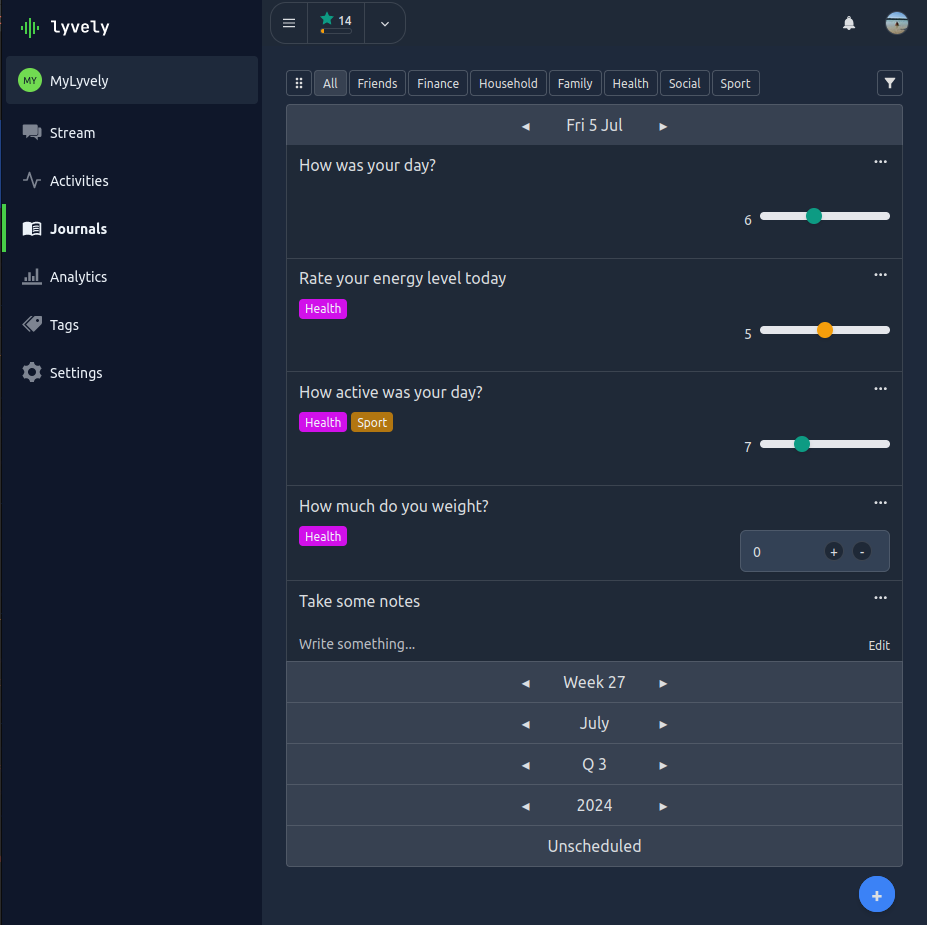 lyvely
14
MY MyLyvely
Stream
Activities
Journals
Analytics
Tags
Settings
All Friends Finance Household Family Health Social Sport
Fri 5 Jul
How was your day?
6
Rate your energy level today
Health
5
How active was your day?
Health Sport
7
How much do you weight?
Health
0 + -
Take some notes
Write something...
Edit
Week 27
July
Q 3
2024
Unscheduled
+